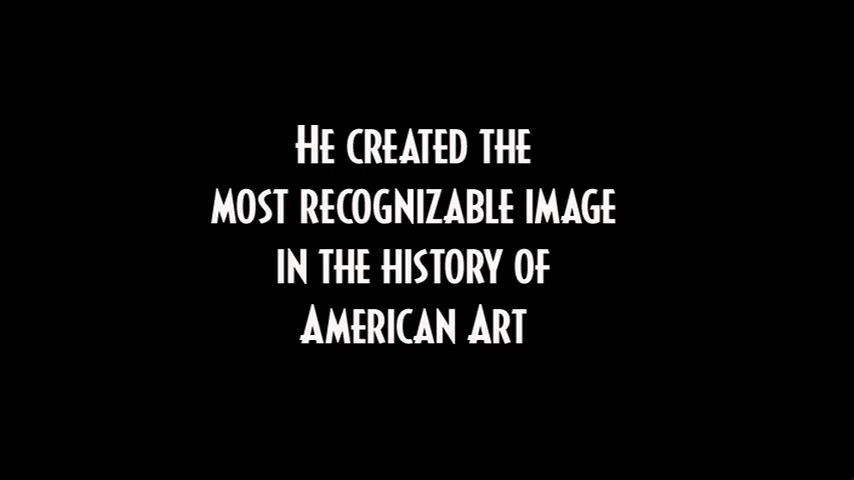 He created the
most recognizable image
in the history of
American Art